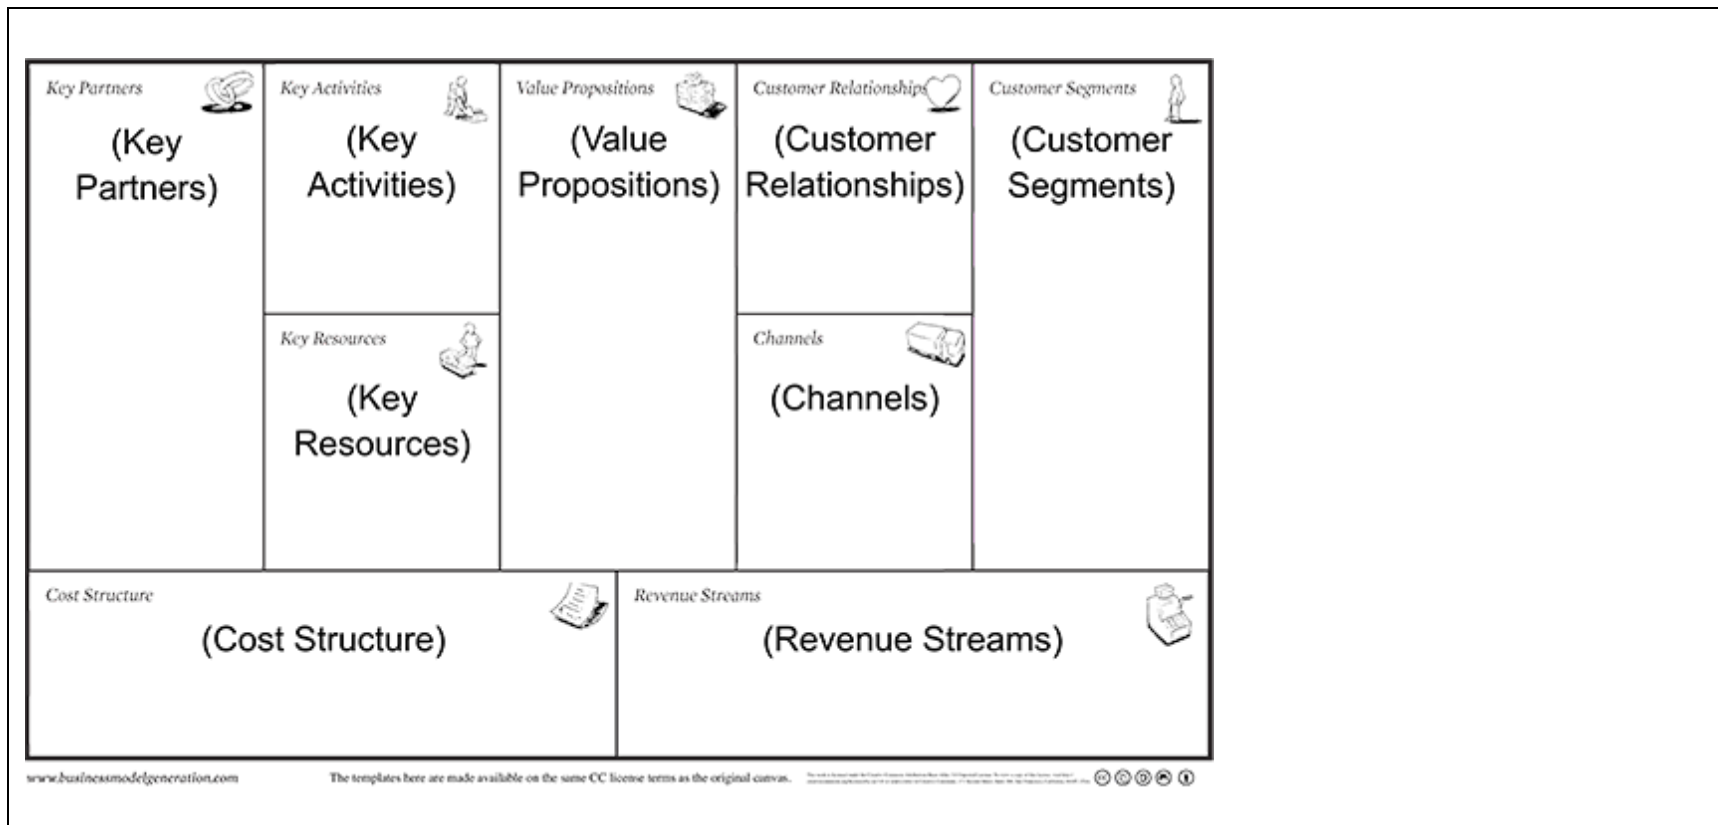 Key Partners
(Key
Partners)
Key Activities
(Key
Activities)
Key Resources
(Key
Resources)
Value Propositions
(Value
Propositions)
Customer Relationships
(Customer
Relationships)
Channels
(Channels)
Customer Segments
(Customer
Segments)
Cost Structure
(Cost Structure)
Revenue Streams
(Revenue Streams)
www.businessmodelgeneration.com
The templates here are made available on the same CC license terms as the original canvas.